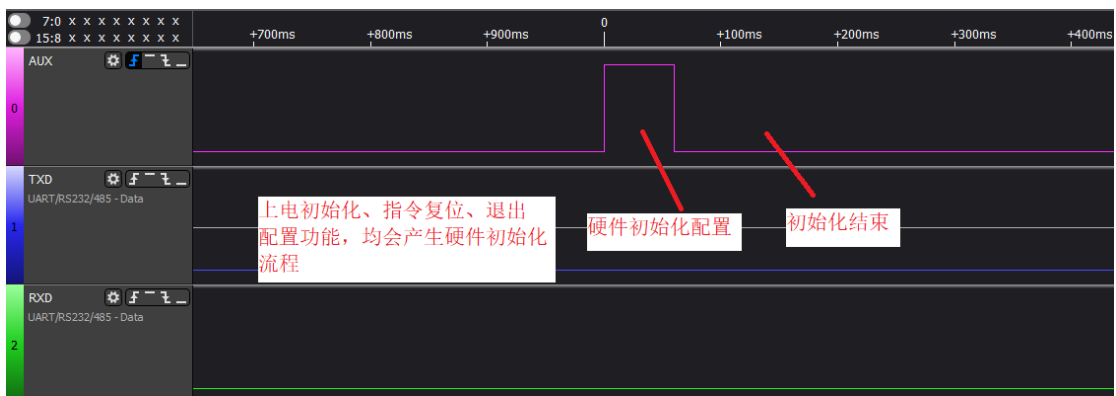 7:0 x x x x x x x x
15:8 x x x x x x x x
+700ms +800ms +900ms 0 +100ms +200ms +300ms +400ms
AUX
0
TXD
UART/RS232/485 - Data
1
上电初始化、指令复位、退出
配置功能，均会产生硬件初始化
流程
硬件初始化配置
初始化结束
RXD
UART/RS232/485 - Data
2